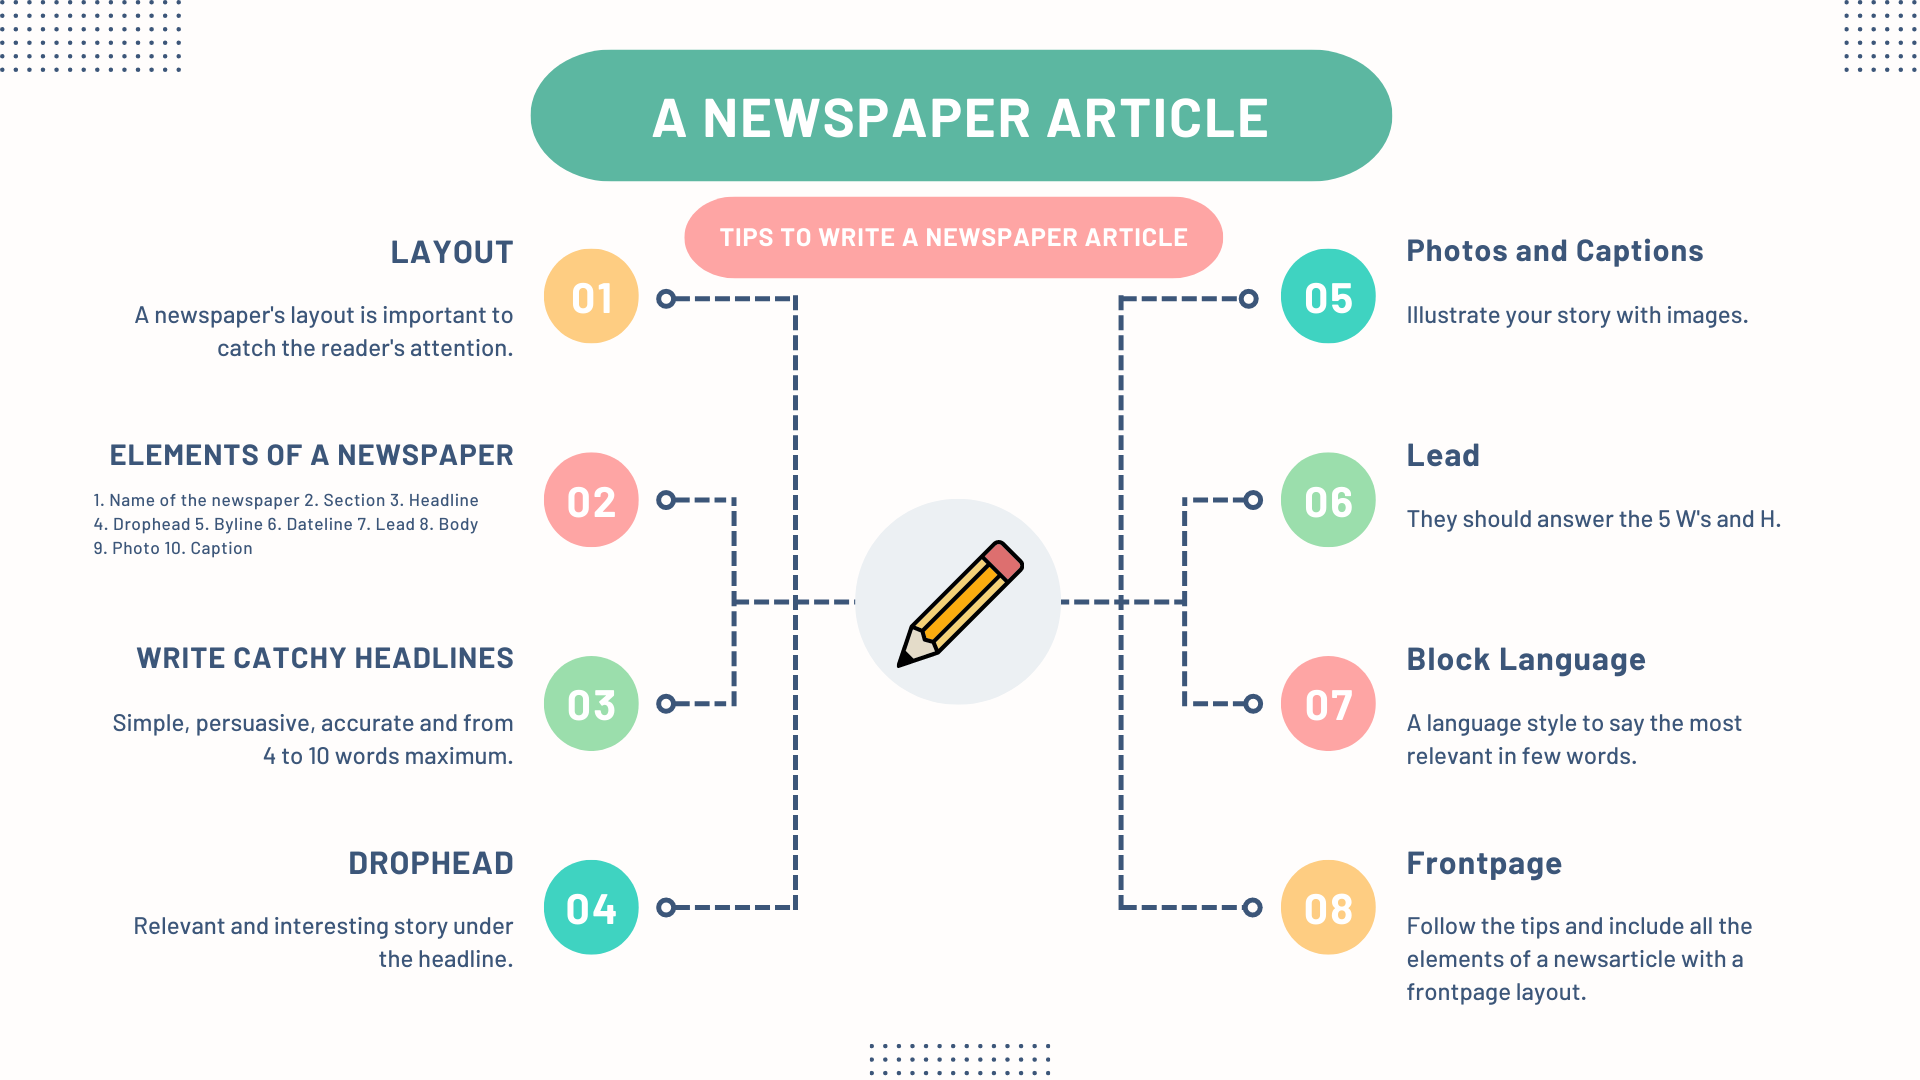 A NEWSPAPER ARTICLE
TIPS TO WRITE A NEWSPAPER ARTICLE
LAYOUT
01
A newspaper's layout is important to
catch the reader's attention.
ELEMENTS OF A NEWSPAPER
02
1. Name of the newspaper 2. Section 3. Headline
4. Drophead 5. Byline 6. Dateline 7. Lead 8. Body
9. Photo 10. Caption
WRITE CATCHY HEADLINES
03
Simple, persuasive, accurate and from
4 to 10 words maximum.
DROPHEAD
04
Relevant and interesting story under
the headline.
Photos and Captions
05
Illustrate your story with images.
Lead
06
They should answer the 5 W's and H.
Block Language
07
A language style to say the most
relevant in few words.
Frontpage
08
Follow the tips and include all the
elements of a newsarticle with a
frontpage layout.